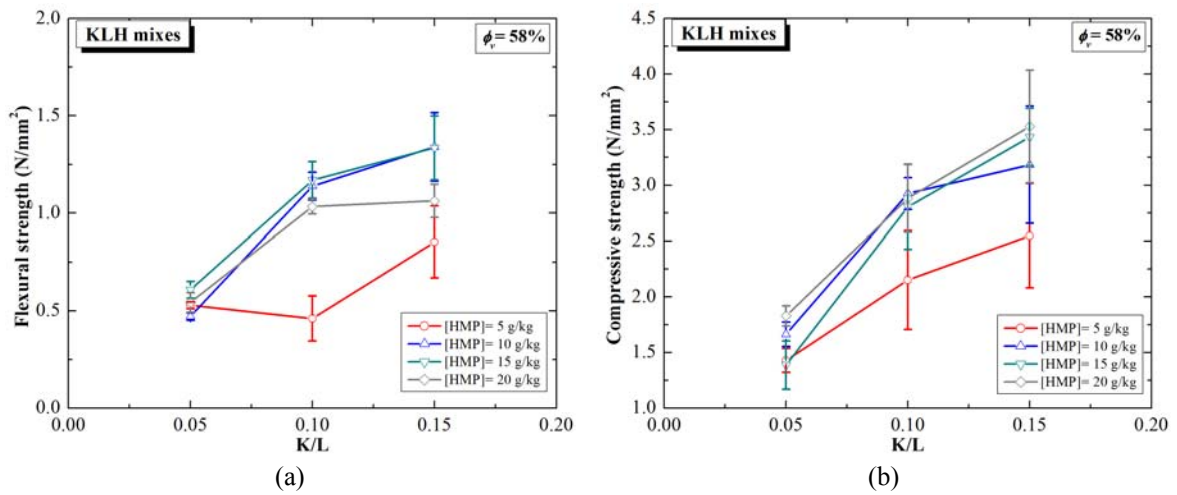 KLH mixes
ϕv= 58%
Flexural strength (N/mm²)
2.0
1.5
1.0
0.5
0.0
[HMP]= 5 g/kg
[HMP]= 10 g/kg
[HMP]= 15 g/kg
[HMP]= 20 g/kg
0.00 0.05 0.10 0.15 0.20
K/L
(a)
KLH mixes
ϕv= 58%
Compressive strength (N/mm²)
4.5
4.0
3.5
3.0
2.5
2.0
1.5
1.0
[HMP]= 5 g/kg
[HMP]= 10 g/kg
[HMP]= 15 g/kg
[HMP]= 20 g/kg
0.00 0.05 0.10 0.15 0.20
K/L
(b)